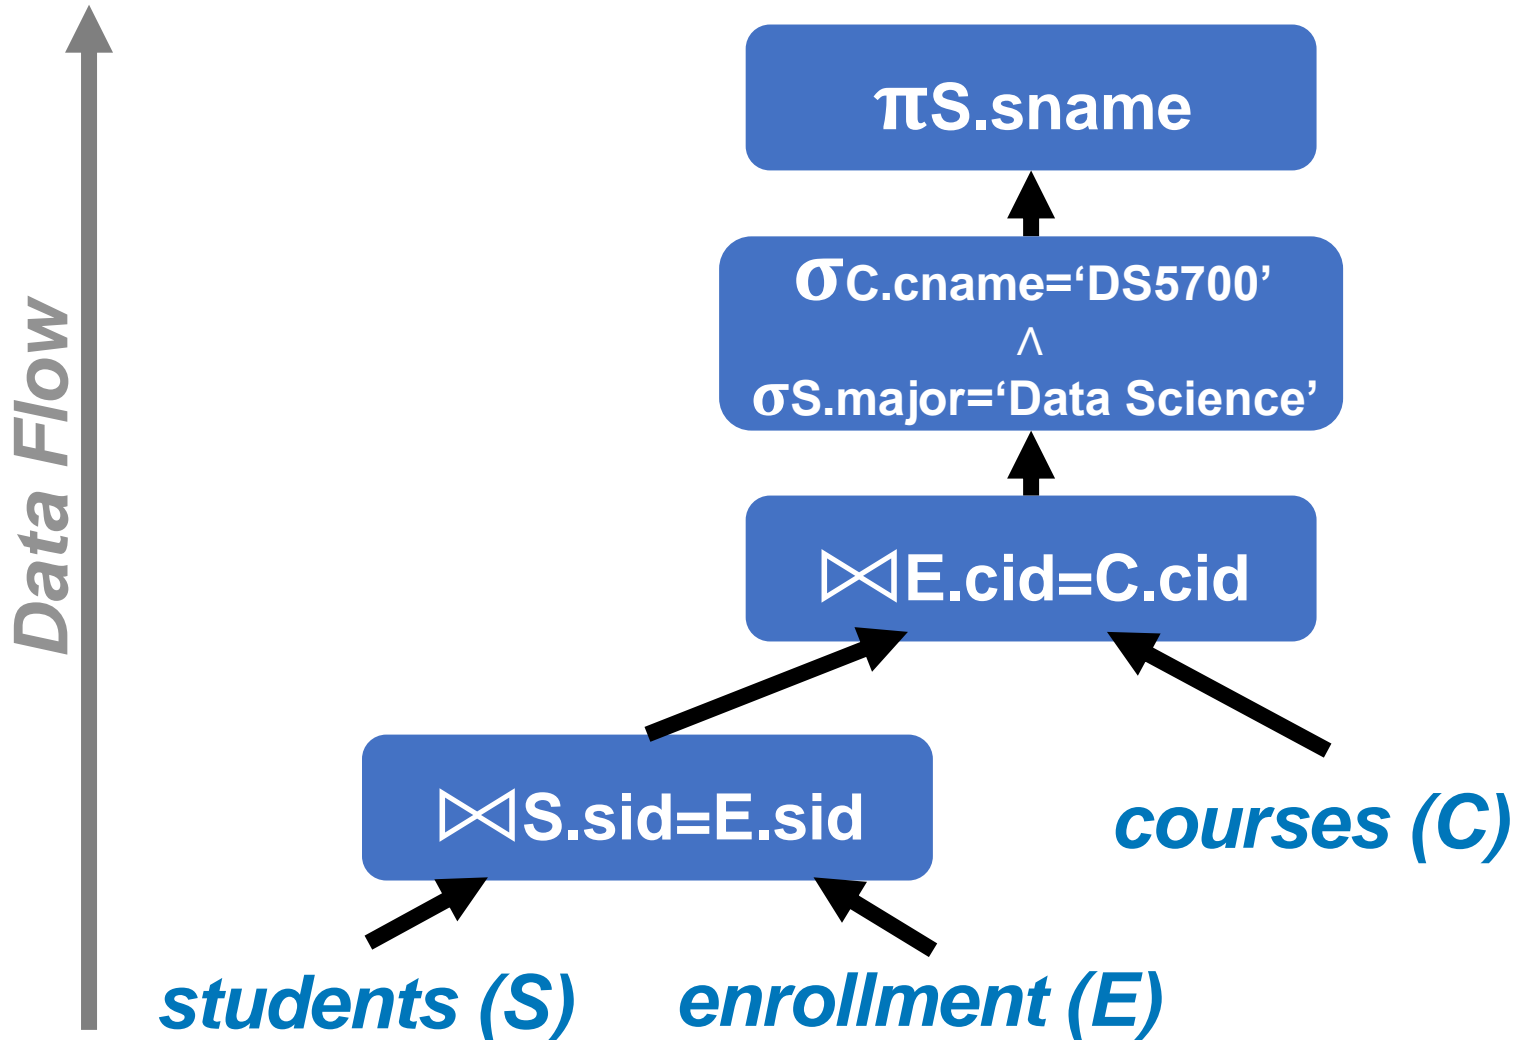 πS.sname
σC.cname=‘DS5700’
∧
σS.major=‘Data Science’
⋈E.cid=C.cid
⋈S.sid=E.sid
courses (C)
students (S)
enrollment (E)
Data Flow